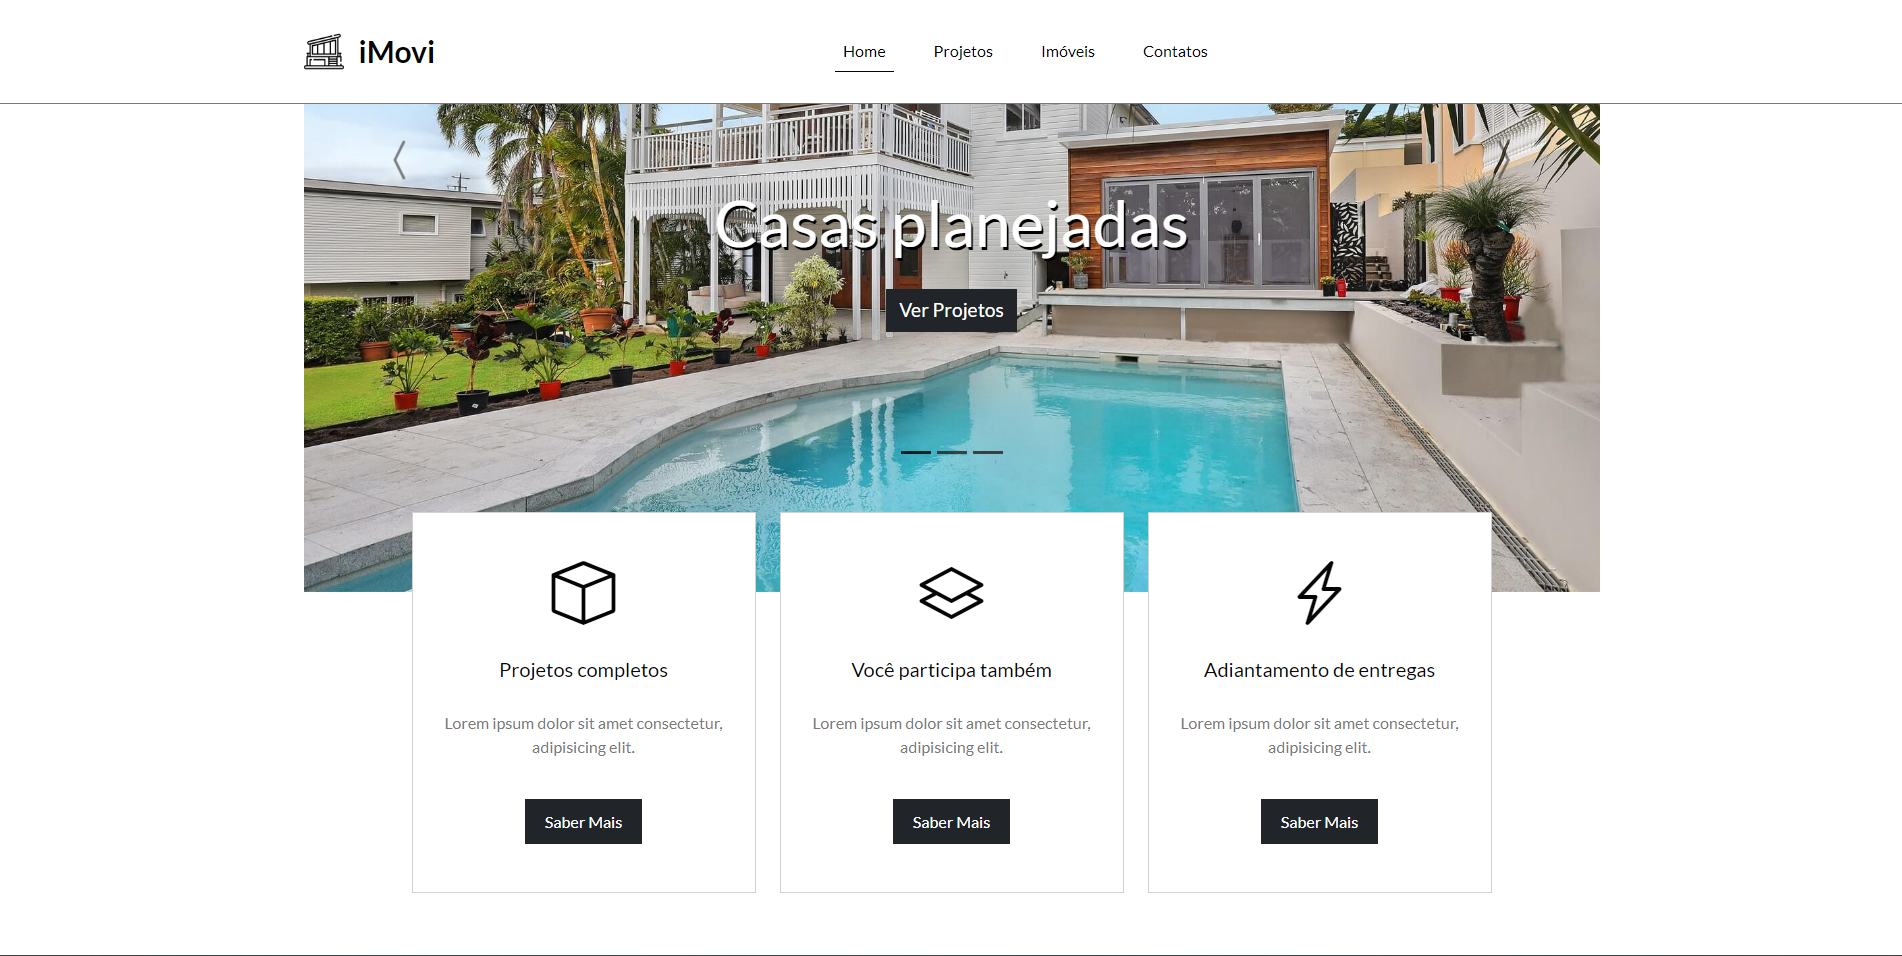 iMovi
Home
Projetos
Imóveis
Contatos
Casas planejadas
Ver Projetos
Projetos completos
Lorem ipsum dolor sit amet consectetur,
adipisicing elit.
Saber Mais
Você participa também
Lorem ipsum dolor sit amet consectetur,
adipisicing elit.
Saber Mais
Adiantamento de entregas
Lorem ipsum dolor sit amet consectetur,
adipisicing elit.
Saber Mais